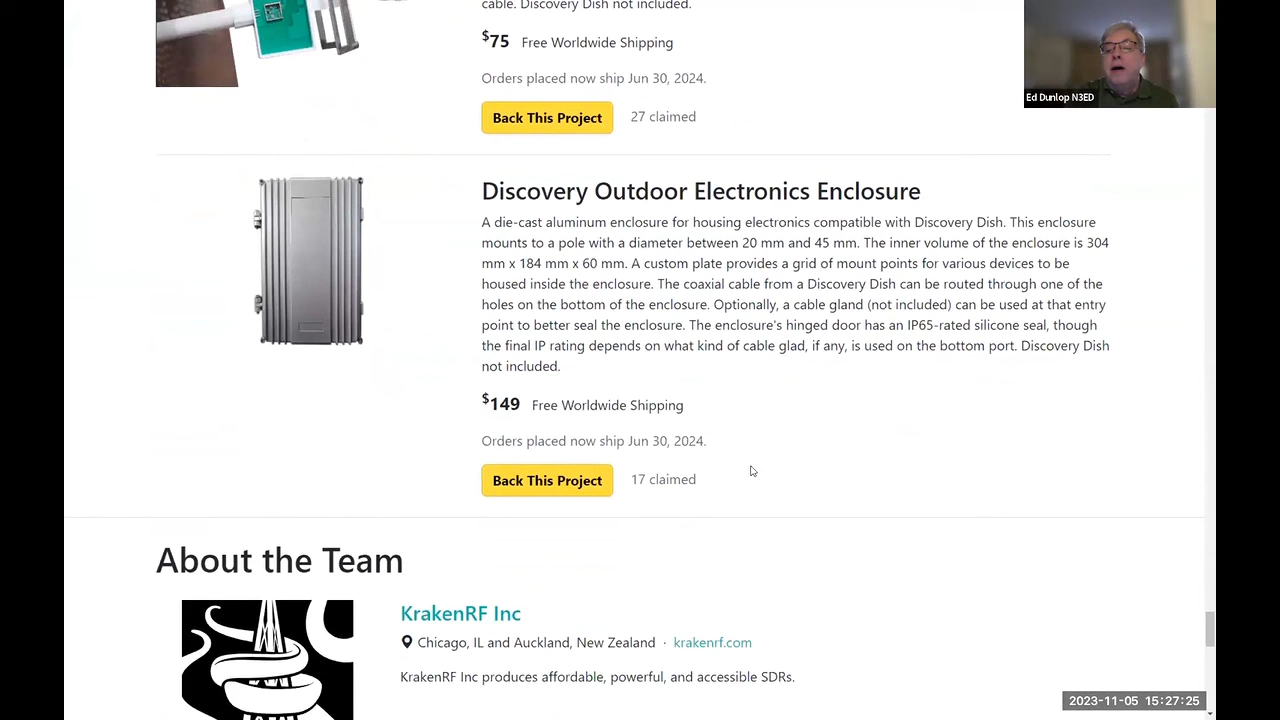 cable. Discovery Dish not included.
$75 Free Worldwide Shipping
Orders placed now ship Jun 30, 2024.
Back This Project 27 claimed
Ed Dunlop N3ED
Discovery Outdoor Electronics Enclosure
A die-cast aluminum enclosure for housing electronics compatible with Discovery Dish. This enclosure
mounts to a pole with a diameter between 20 mm and 45 mm. The inner volume of the enclosure is 304
mm x 184 mm x 60 mm. A custom plate provides a grid of mount points for various devices to be
housed inside the enclosure. The coaxial cable from a Discovery Dish can be routed through one of the
holes on the bottom of the enclosure. Optionally, a cable gland (not included) can be used at that entry
point to better seal the enclosure. The enclosure's hinged door has an IP65-rated silicone seal, though
the final IP rating depends on what kind of cable glad, if any, is used on the bottom port. Discovery Dish
not included.
$149 Free Worldwide Shipping
Orders placed now ship Jun 30, 2024.
Back This Project 17 claimed
About the Team
KrakenRF Inc
Chicago, IL and Auckland, New Zealand · krakenrf.com
KrakenRF Inc produces affordable, powerful, and accessible SDRs.
2023-11-05 15:27:25